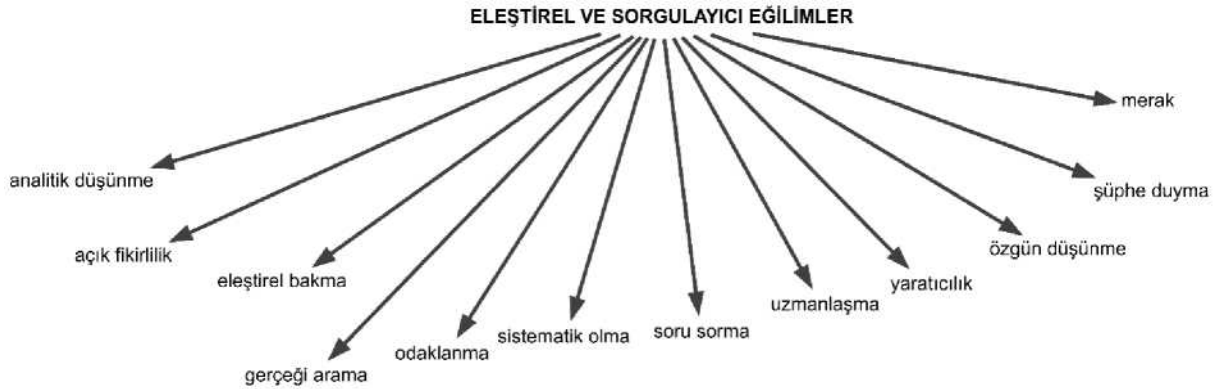 ELEŞTİREL VE SORGULAYICI EĞİLİMLER
analitik düşünme
açık fikirlilik
eleştirel bakma
gerçeği arama
odaklanma
sistematik olma
soru sorma
uzmanlaşma
yaratıcılık
özgün düşünme
şüphe duyma
merak